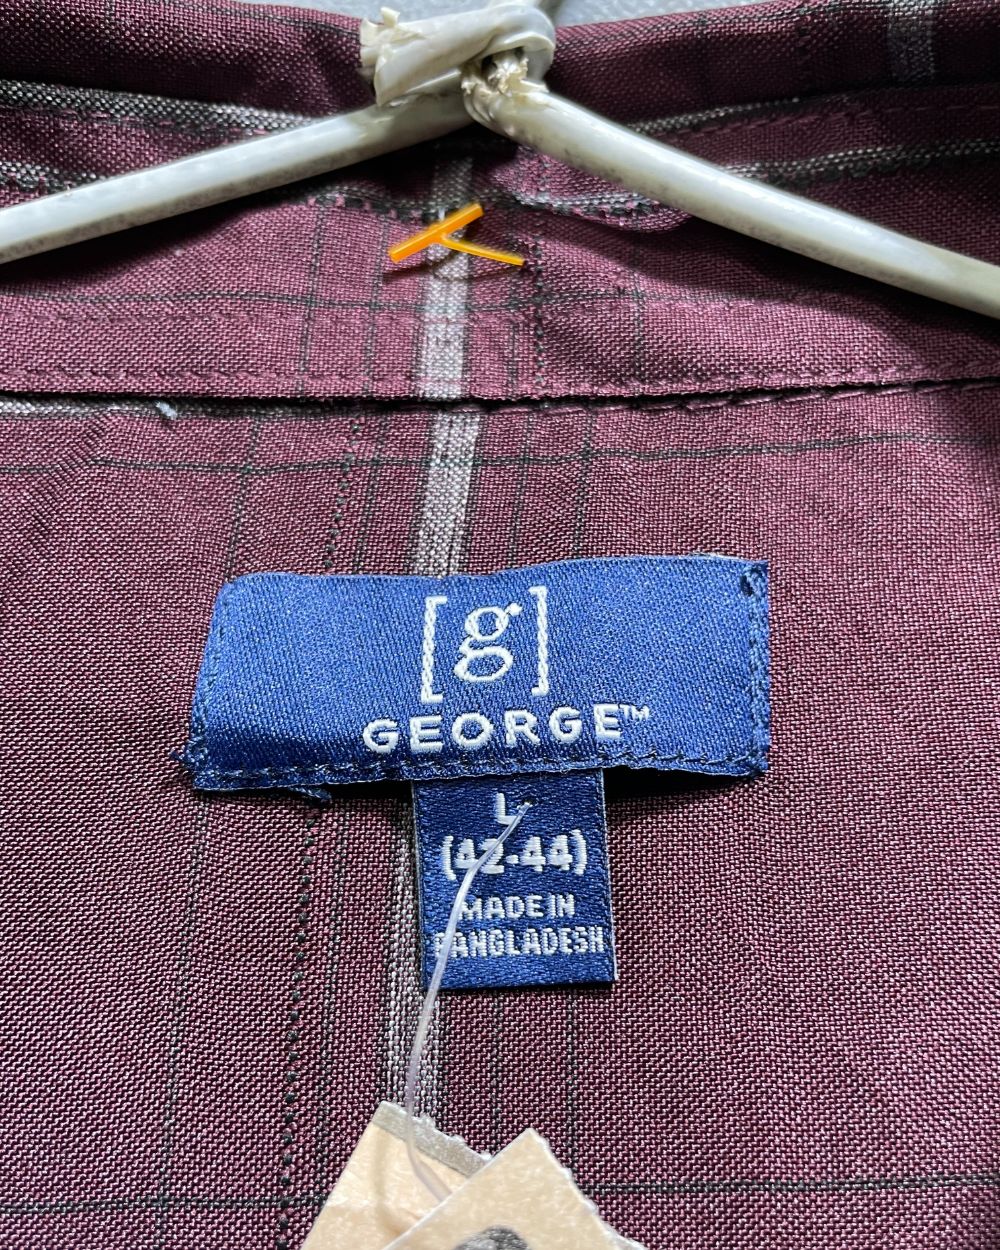 [g]
GEORGE™
L
(42-44)
MADE IN
BANGLADESH